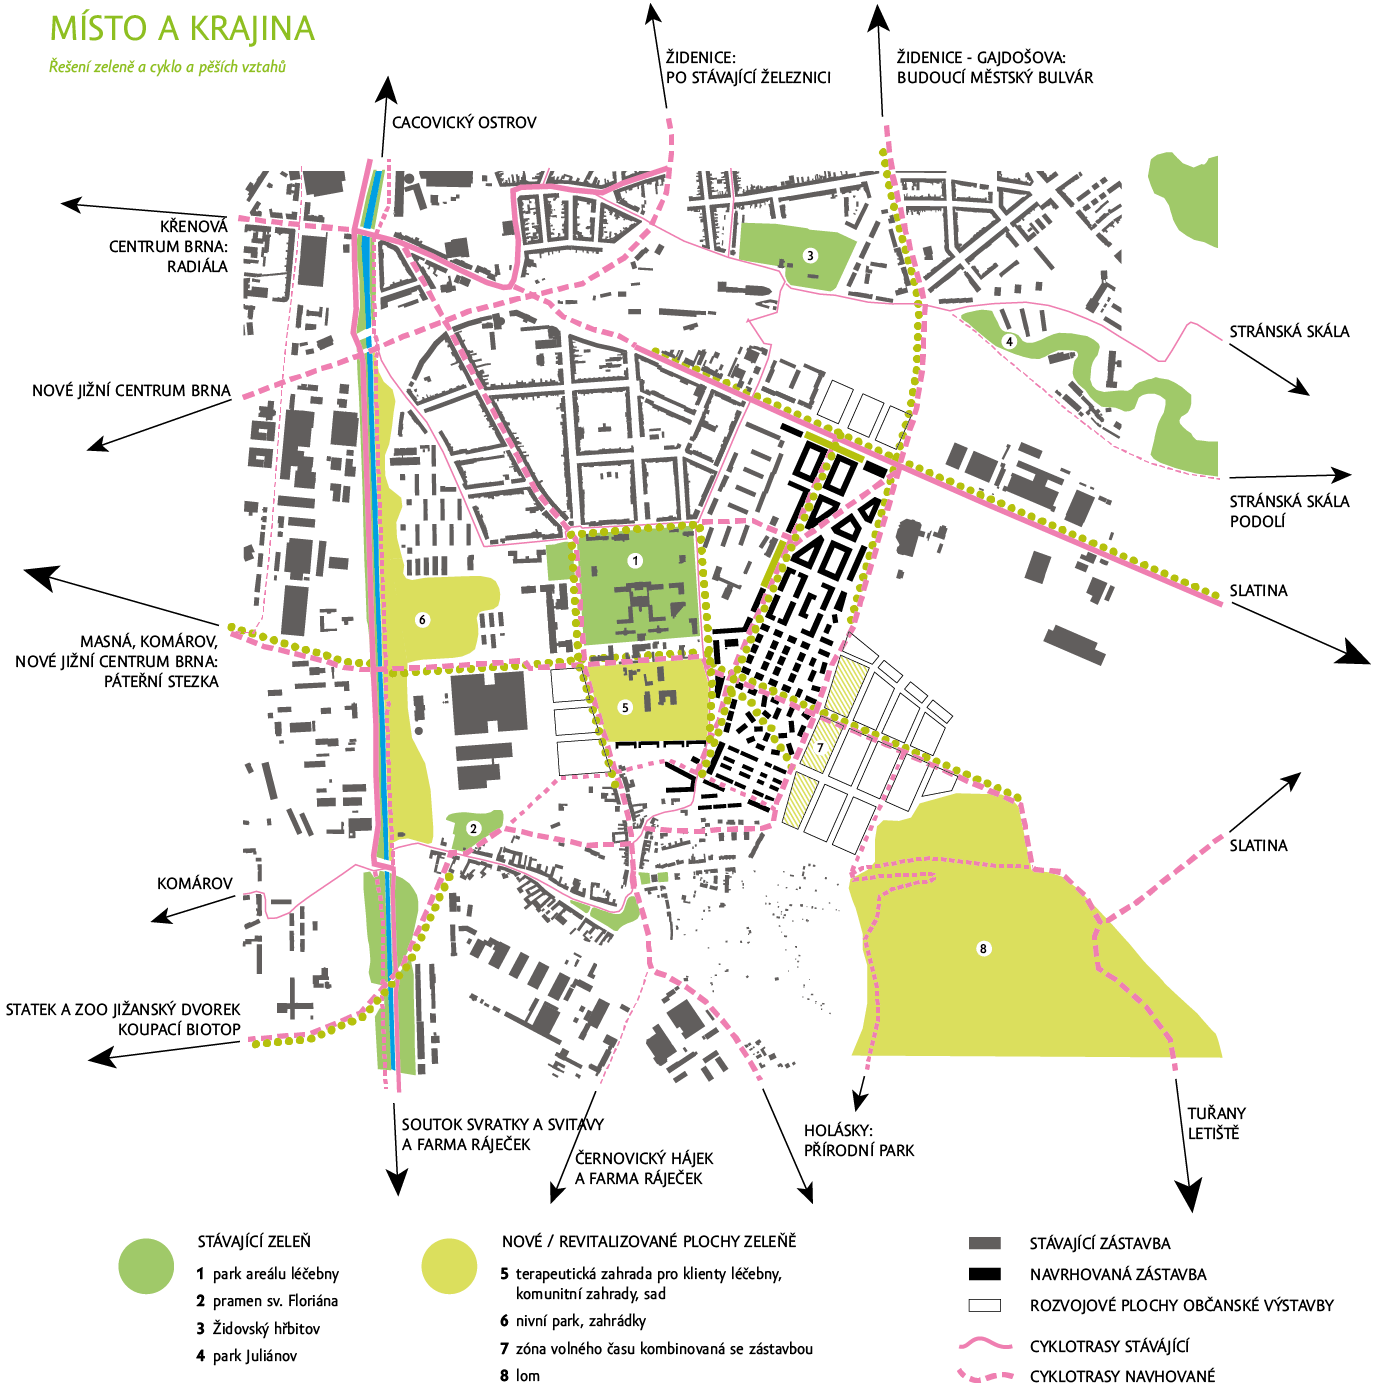 MÍSTO A KRAJINA
Řešení zeleně a cyklo a pěších vztahů
ŽIDENICE:
PO STÁVAJÍCÍ ŽELEZNICI
ŽIDENICE - GAJDOŠOVA:
BUDOUCÍ MĚSTSKÝ BULVÁR
CACOVICKÝ OSTROV
KŘENOVÁ
CENTRUM BRNA:
RADIÁLA
3
STRÁNSKÁ SKÁLA
4
NOVÉ JIŽNÍ CENTRUM BRNA
STRÁNSKÁ SKÁLA
PODOLÍ
1
SLATINA
6
MASNÁ, KOMÁROV,
NOVÉ JIŽNÍ CENTRUM BRNA:
PÁTEŘNÍ STEZKA
5
7
2
SLATINA
KOMÁROV
8
STATEK A ZOO JIŽANSKÝ DVOREK
KOUPACÍ BIOTOP
SOUTOK SVRATKY A SVITAVY
A FARMA RÁJEČEK
ČERNOVICKÝ HÁJEK
A FARMA RÁJEČEK
HOLÁSKY:
PŘÍRODNÍ PARK
TUŘANY
LETIŠTĚ
STÁVAJÍCÍ ZELEŇ
1 park areálu léčebny
2 pramen sv. Floriána
3 Židovský hřbitov
4 park Juliánov
NOVÉ / REVITALIZOVANÉ PLOCHY ZELEŇĚ
5 terapeutická zahrada pro klienty léčebny,
komunitní zahrady, sad
6 nivní park, zahrádky
7 zóna volného času kombinovaná se zástavbou
8 lom
STÁVAJÍCÍ ZÁSTAVBA
NAVRHOVANÁ ZÁSTAVBA
ROZVOJOVÉ PLOCHY OBČANSKÉ VÝSTAVBY
CYKLOTRASY STÁVÁJÍCÍ
CYKLOTRASY NAVHOVANÉ